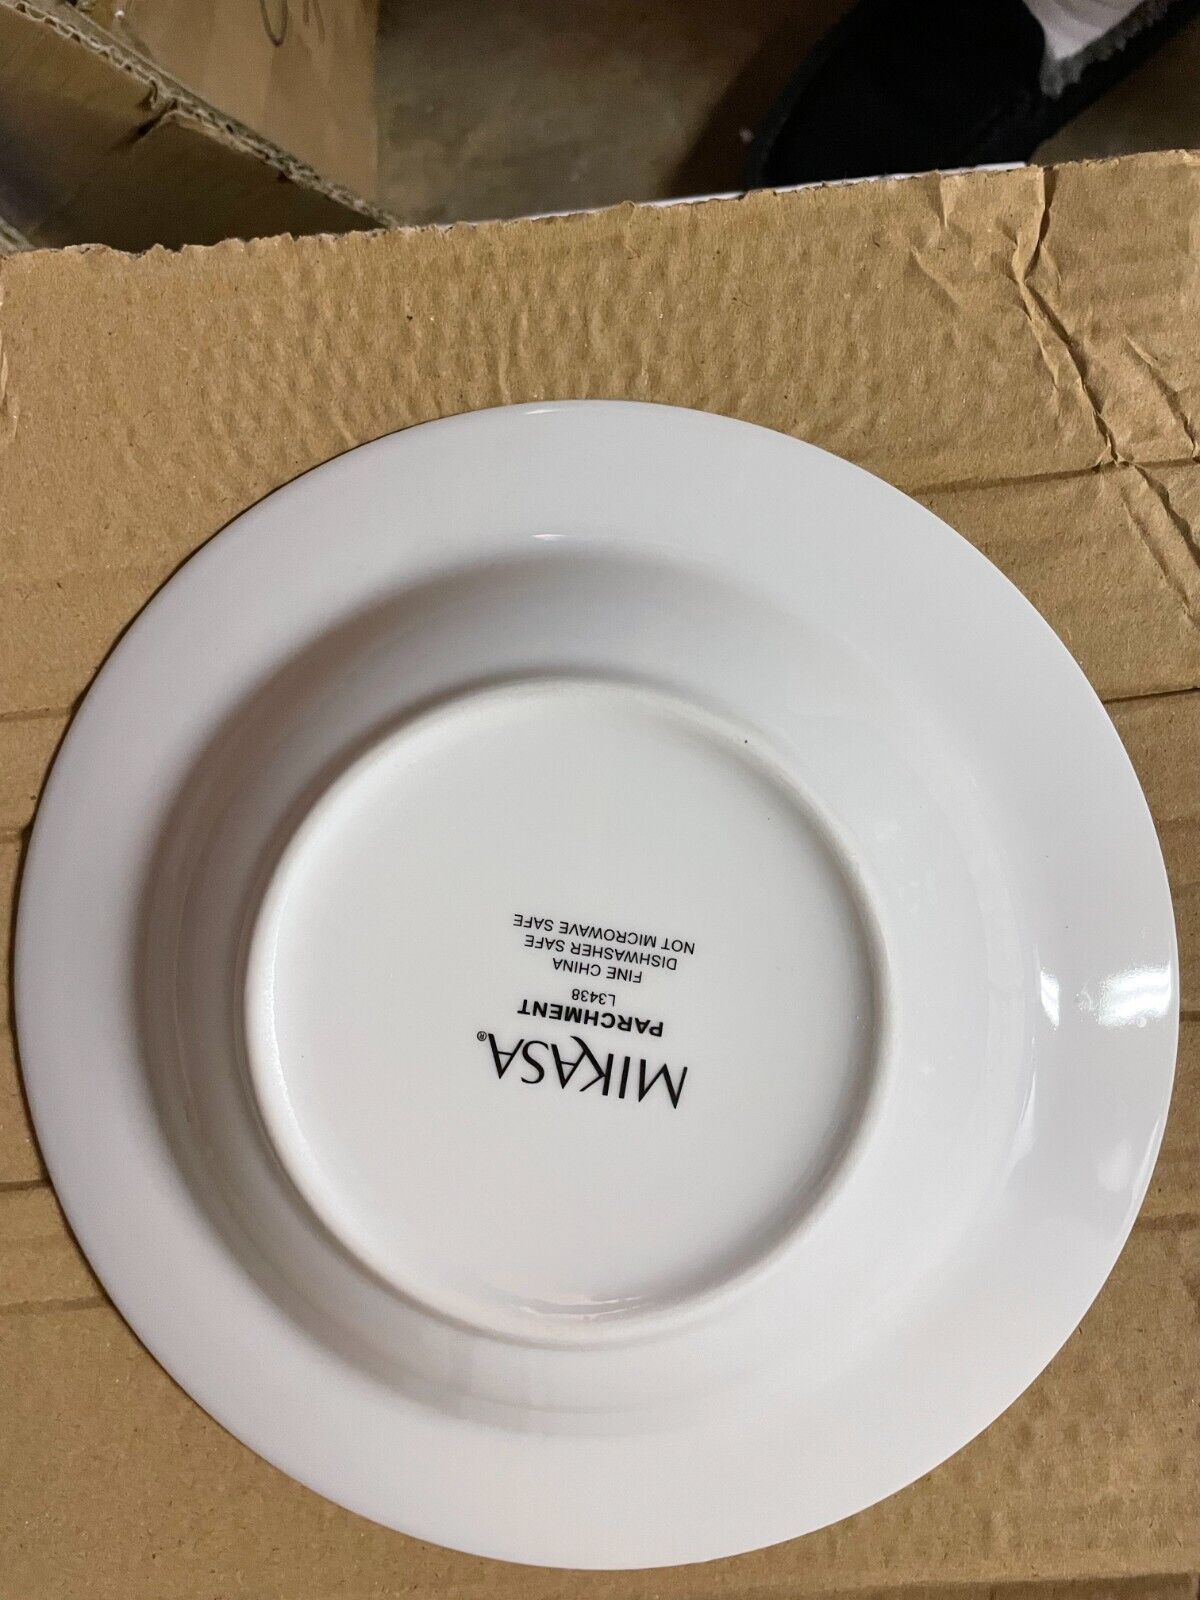 MIKASA®
PARCHMENT
L3438
FINE CHINA
DISHWASHER SAFE
NOT MICROWAVE SAFE